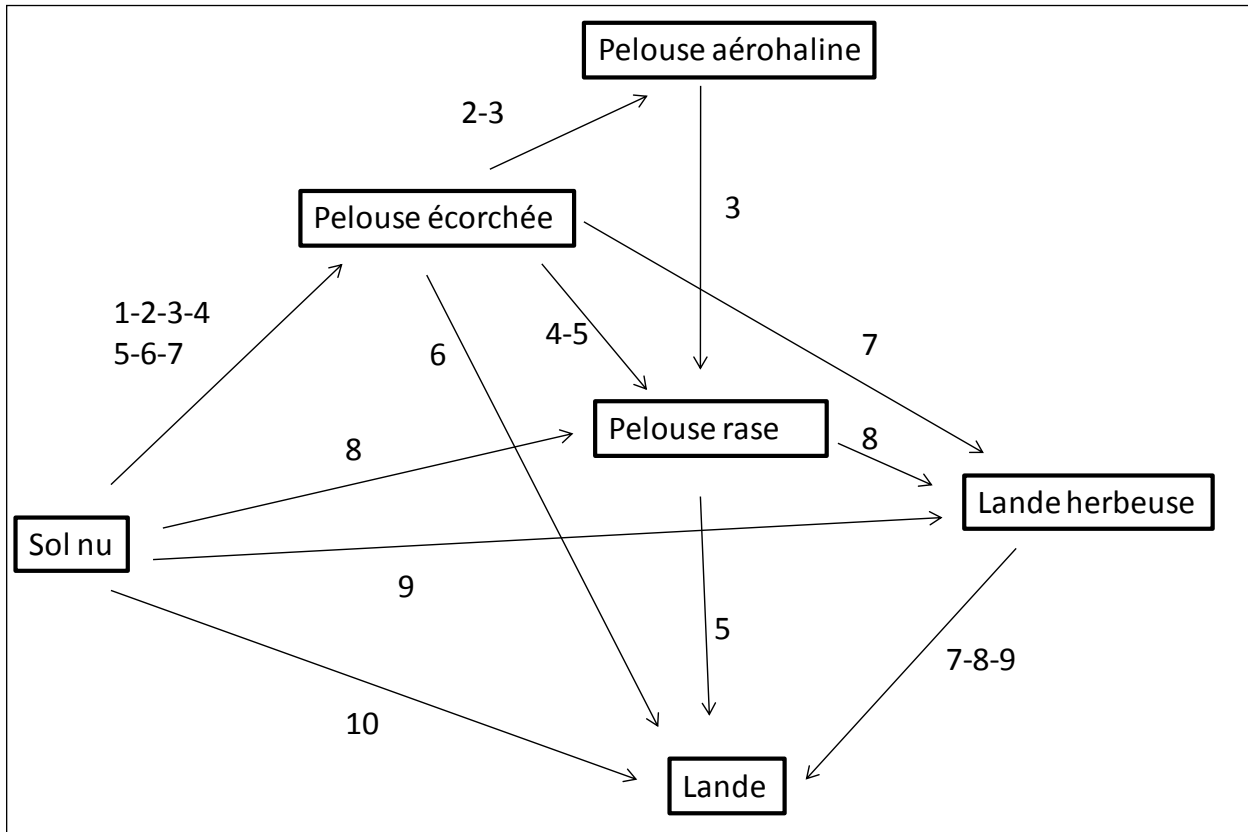 Pelouse aérohaline
2-3
Pelouse écorchée
3
1-2-3-4
5-6-7
4-5
6
7
Pelouse rase
8
8
Lande herbeuse
Sol nu
9
5
7-8-9
10
Lande